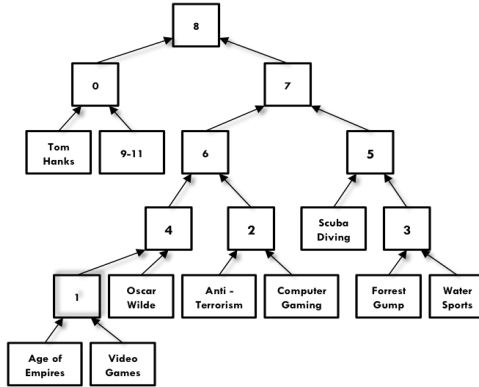 8
0
7
Tom
Hanks
9-11
6
5
4
2
Scuba
Diving
3
1
Oscar
Wilde
Anti -
Terrorism
Computer
Gaming
Forrest
Gump
Water
Sports
Age of
Empires
Video
Games